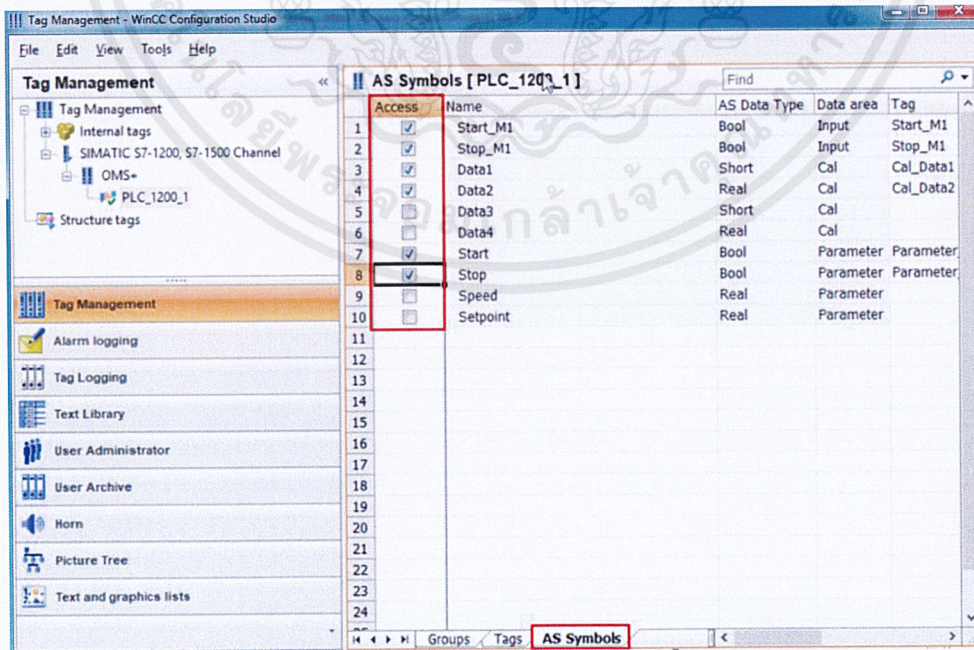 Tag Management - WinCC Configuration Studio
File Edit View Tools Help
Tag Management «
Tag Management
Internal tags
SIMATIC S7-1200, S7-1500 Channel
OMS+
PLC_1200_1
Structure tags
Tag Management
Alarm logging
Tag Logging
Text Library
User Administrator
User Archive
Horn
Picture Tree
Text and graphics lists
AS Symbols [ PLC_1200_1 ] Find
Access Name AS Data Type Data area Tag
1 Start_M1 Bool Input Start_M1
2 Stop_M1 Bool Input Stop_M1
3 Data1 Short Cal Cal_Data1
4 Data2 Real Cal Cal_Data2
5 Data3 Short Cal
6 Data4 Real Cal
7 Start Bool Parameter Parameter_
8 Stop Bool Parameter Parameter_
9 Speed Real Parameter
10 Setpoint Real Parameter
11
12
13
14
15
16
17
18
19
20
21
22
23
24
Groups Tags AS Symbols